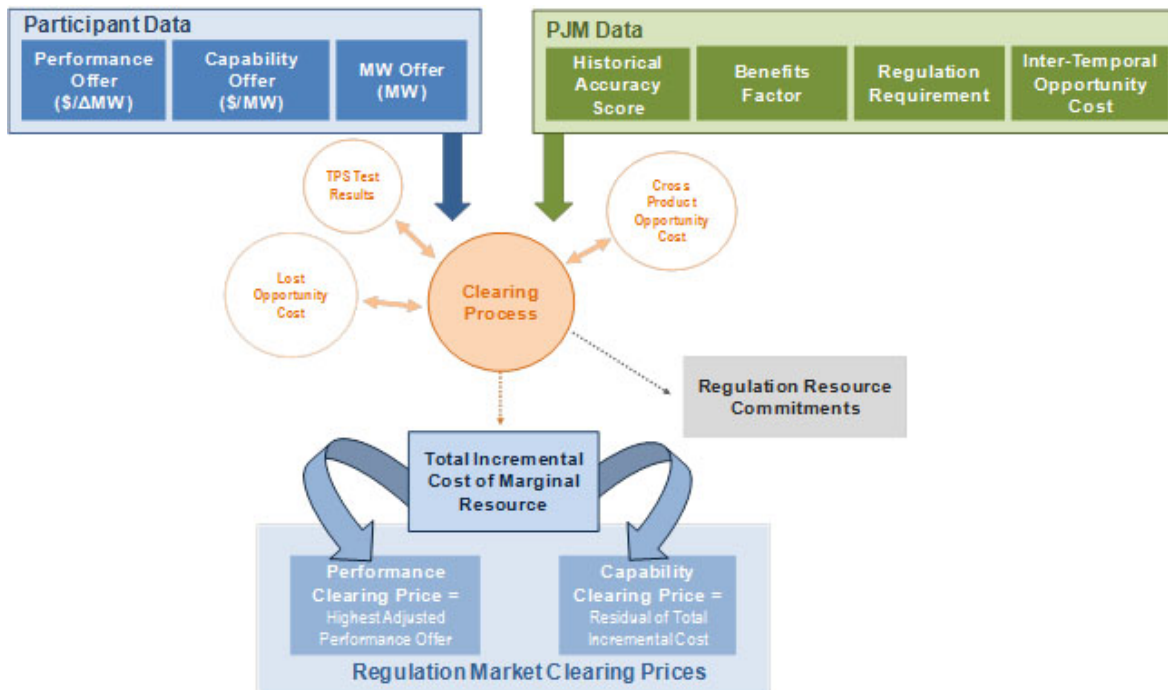 Participant Data
Performance
Offer
($/ΔMW)
Capability
Offer
($/MW)
MW Offer
(MW)
PJM Data
Historical
Accuracy
Score
Benefits
Factor
Regulation
Requirement
Inter-Temporal
Opportunity
Cost
TPS Test
Results
Cross
Product
Opportunity
Cost
Lost
Opportunity
Cost
Clearing
Process
Regulation Resource
Commitments
Total Incremental
Cost of Marginal
Resource
Performance
Clearing Price =
Highest Adjusted
Performance Offer
Capability
Clearing Price =
Residual of Total
Incremental Cost
Regulation Market Clearing Prices